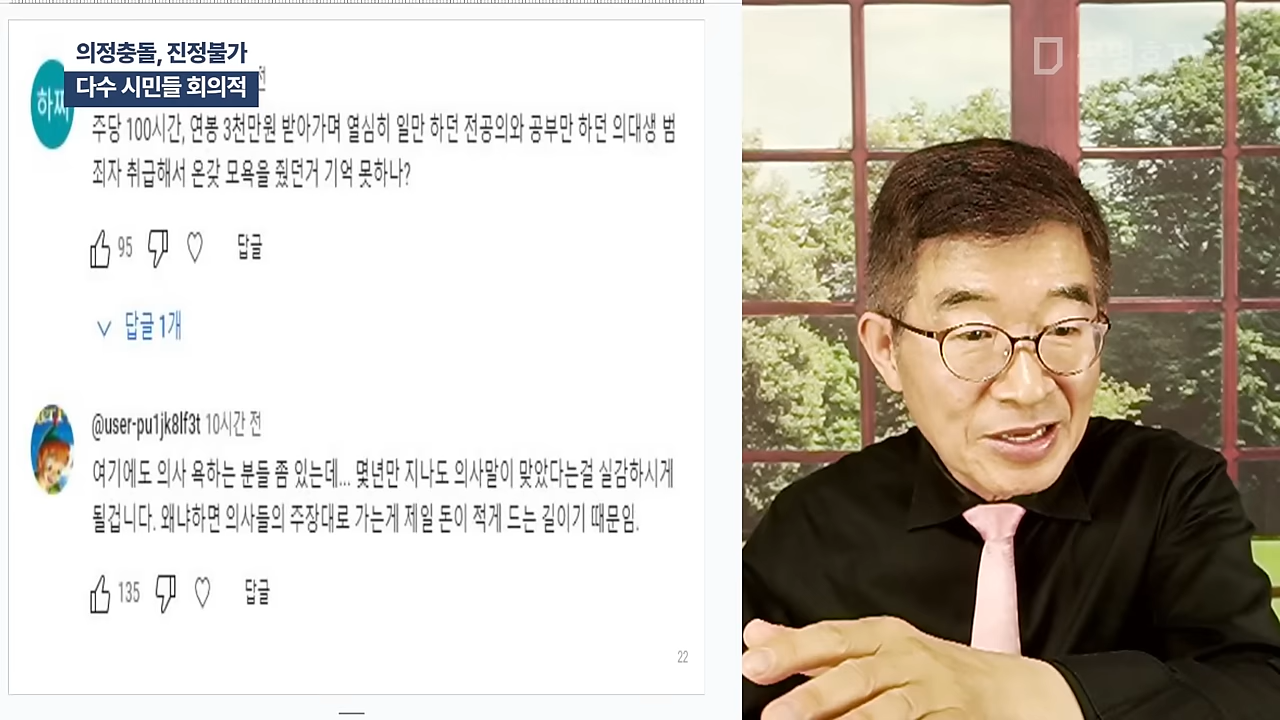 의정충돌, 진정불가
다수 시민들 회의적
전
하찌
주당 100시간, 연봉 3천만원 받아가며 열심히 일만 하던 전공의와 공부만 하던 의대생 범
죄자 취급해서 온갖 모욕을 줬던거 기억 못하나?
95
답글
답글 1개
@user-pu1jk8lf3t 10시간 전
여기에도 의사 욕하는 분들 좀 있는데... 몇년만 지나도 의사말이 맞았다는걸 실감하시게
될겁니다. 왜냐하면 의사들의 주장대로 가는게 제일 돈이 적게 드는 길이기 때문임.
135
답글
22